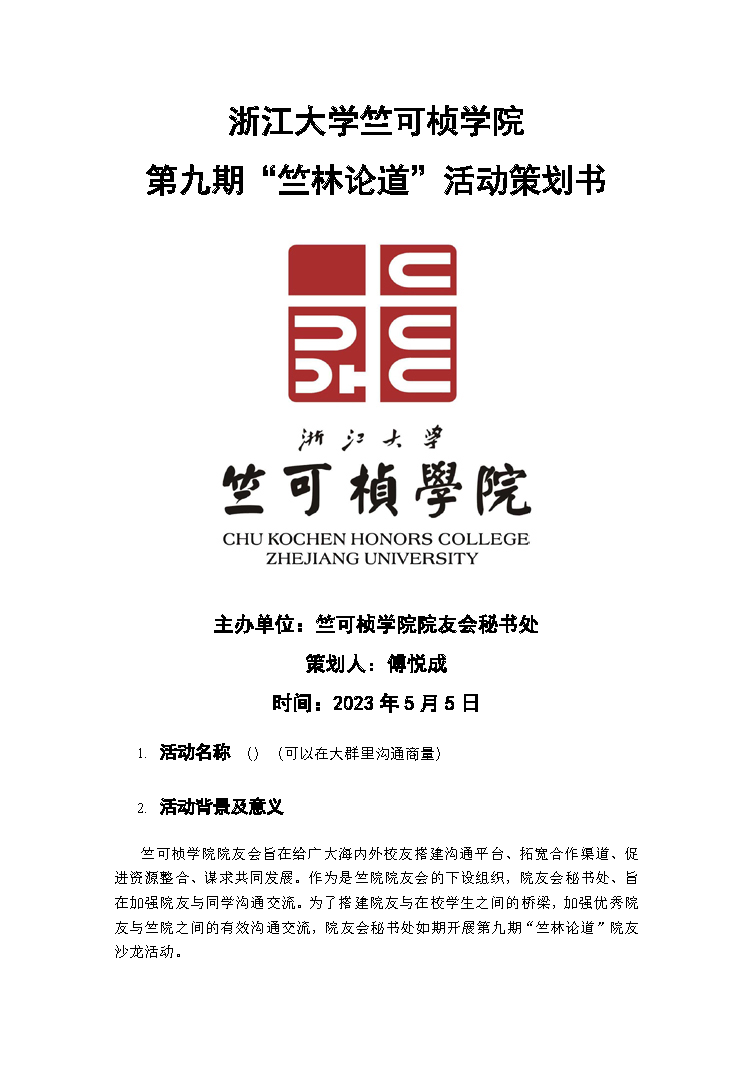 浙江大学竺可桢学院
第九期“竺林论道”活动策划书
浙江大学
竺可楨學院
CHU KOCHEN HONORS COLLEGE
ZHEJIANG UNIVERSITY
主办单位：竺可桢学院院友会秘书处
策划人：傅悦成
时间：2023 年 5 月 5 日
1. 活动名称 （）（可以在大群里沟通商量）
2. 活动背景及意义
竺可桢学院院友会旨在给广大海内外校友搭建沟通平台、拓宽合作渠道、促
进资源整合、谋求共同发展。作为是竺院院友会的下设组织，院友会秘书处、旨
在加强院友与同学沟通交流。为了搭建院友与在校学生之间的桥梁，加强优秀院
友与竺院之间的有效沟通交流，院友会秘书处如期开展第九期“竺林论道”院友
沙龙活动。